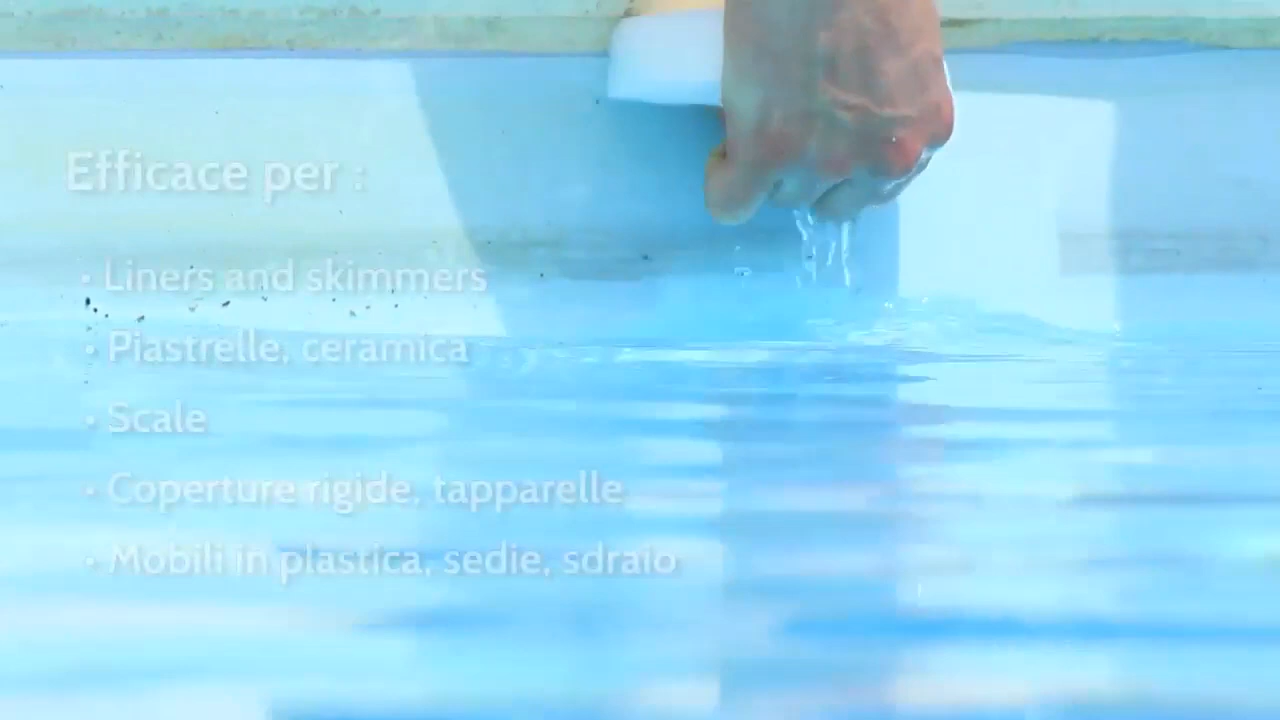 Efficace per :
• Liners and skimmers
• Piastrelle, ceramica
• Scale
• Coperture rigide, tapparelle
• Mobili in plastica, sedie, sdraio